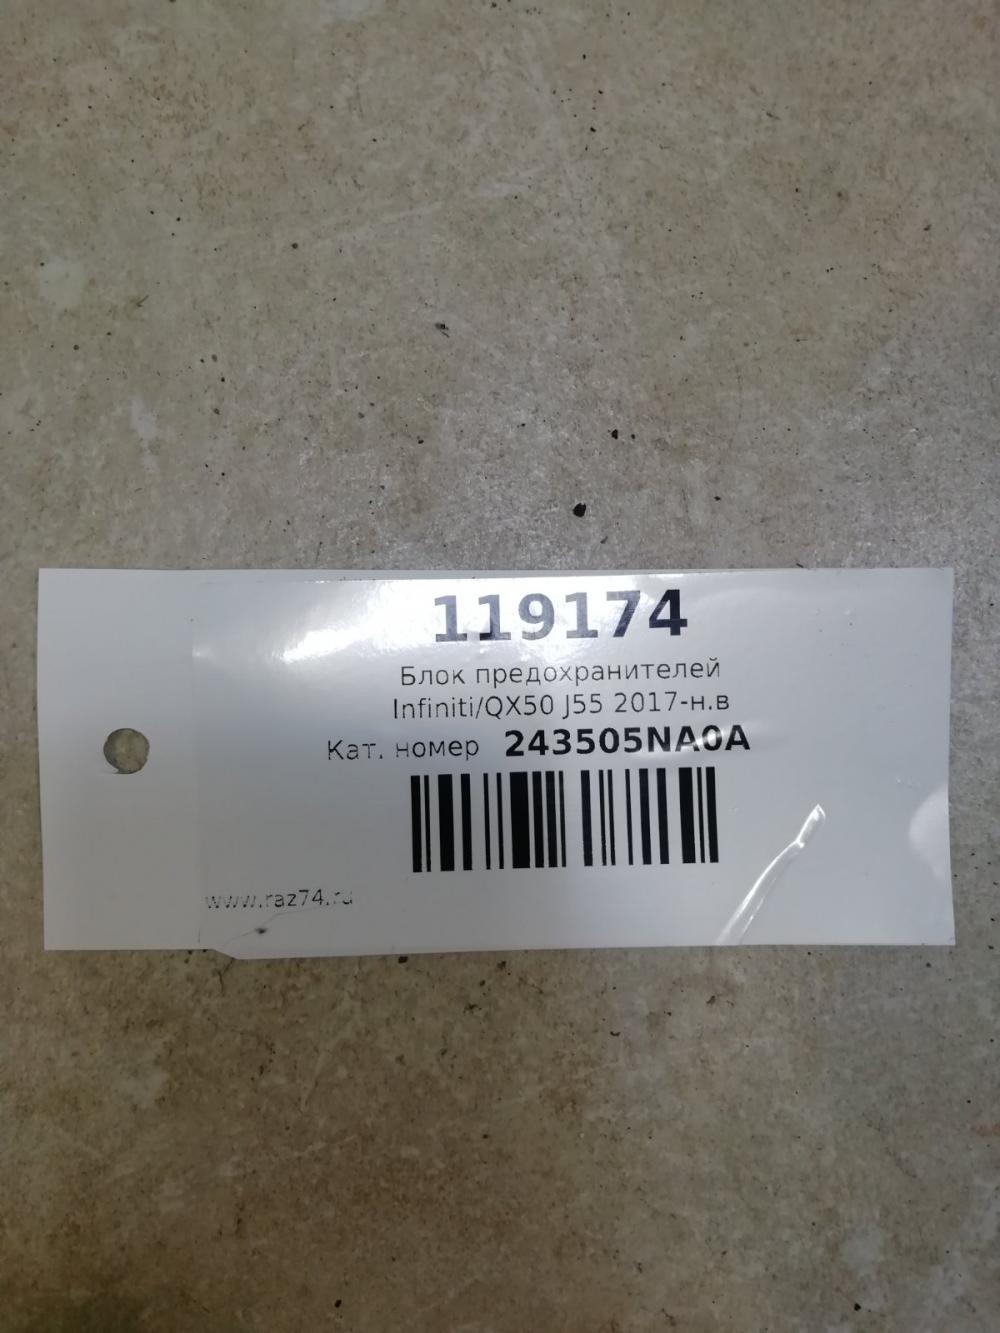 119174
Блок предохранителей
Infiniti/QX50 J55 2017-н.в
Кат. номер 243505NA0A
www.raz74.ru